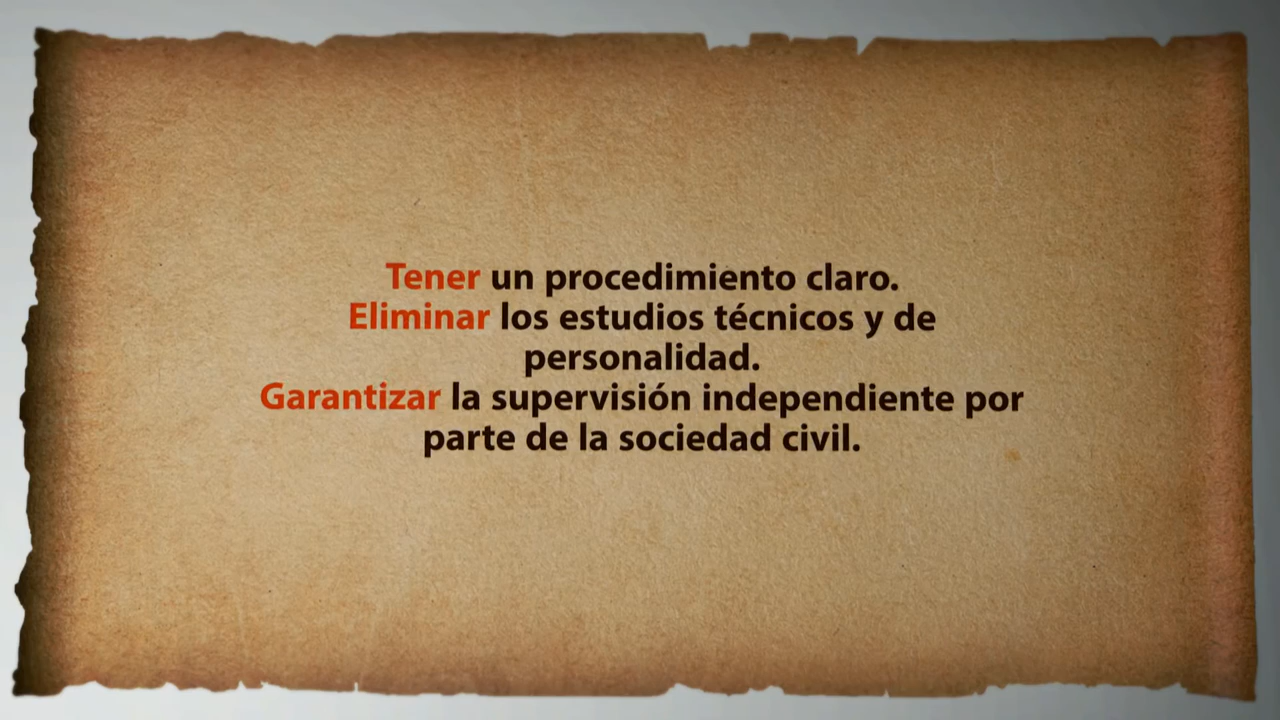 Tener un procedimiento claro.
Eliminar los estudios técnicos y de
personalidad.
Garantizar la supervisión independiente por
parte de la sociedad civil.